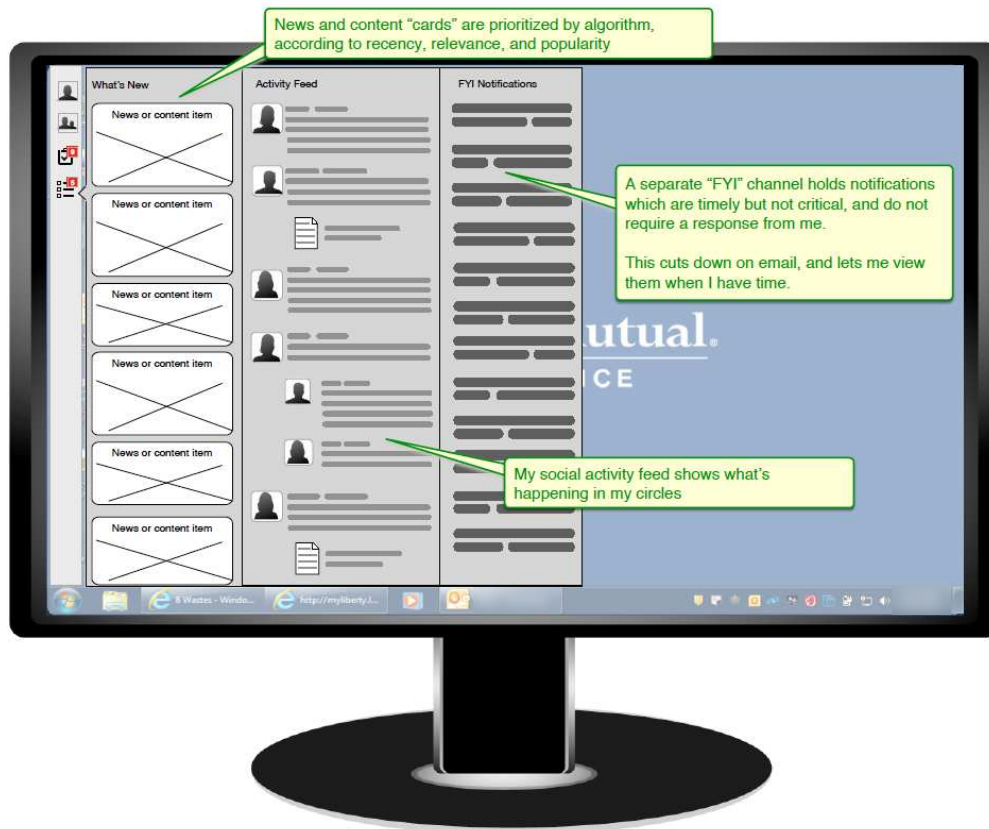 News and content “cards” are prioritized by algorithm,
according to recency, relevance, and popularity
What's New
Activity Feed
FYI Notifications
News or content item
News or content item
News or content item
News or content item
News or content item
News or content item
A separate “FYI” channel holds notifications
which are timely but not critical, and do not
require a response from me.
This cuts down on email, and lets me view
them when I have time.
My social activity feed shows what's
happening in my circles
8 Wastes - Windo...
http://myliberty.l...